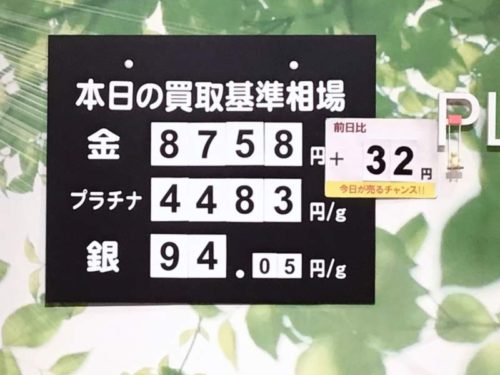 本日の買取基準相場
金 8758 円
前日比
+ 32 円
今日が売るチャンス!!
プラチナ 4483 円/g
銀 94.05 円/g
PL